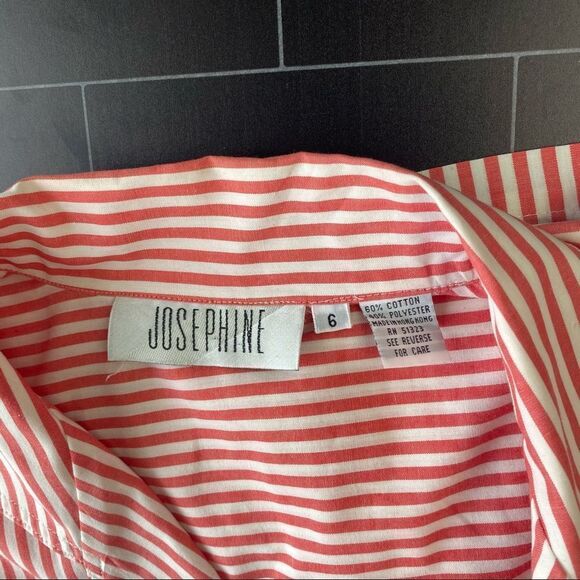 JOSEPHINE
6
60% COTTON
40% POLYESTER
MADE IN HONG KONG
RN 51323
SEE REVERSE
FOR CARE